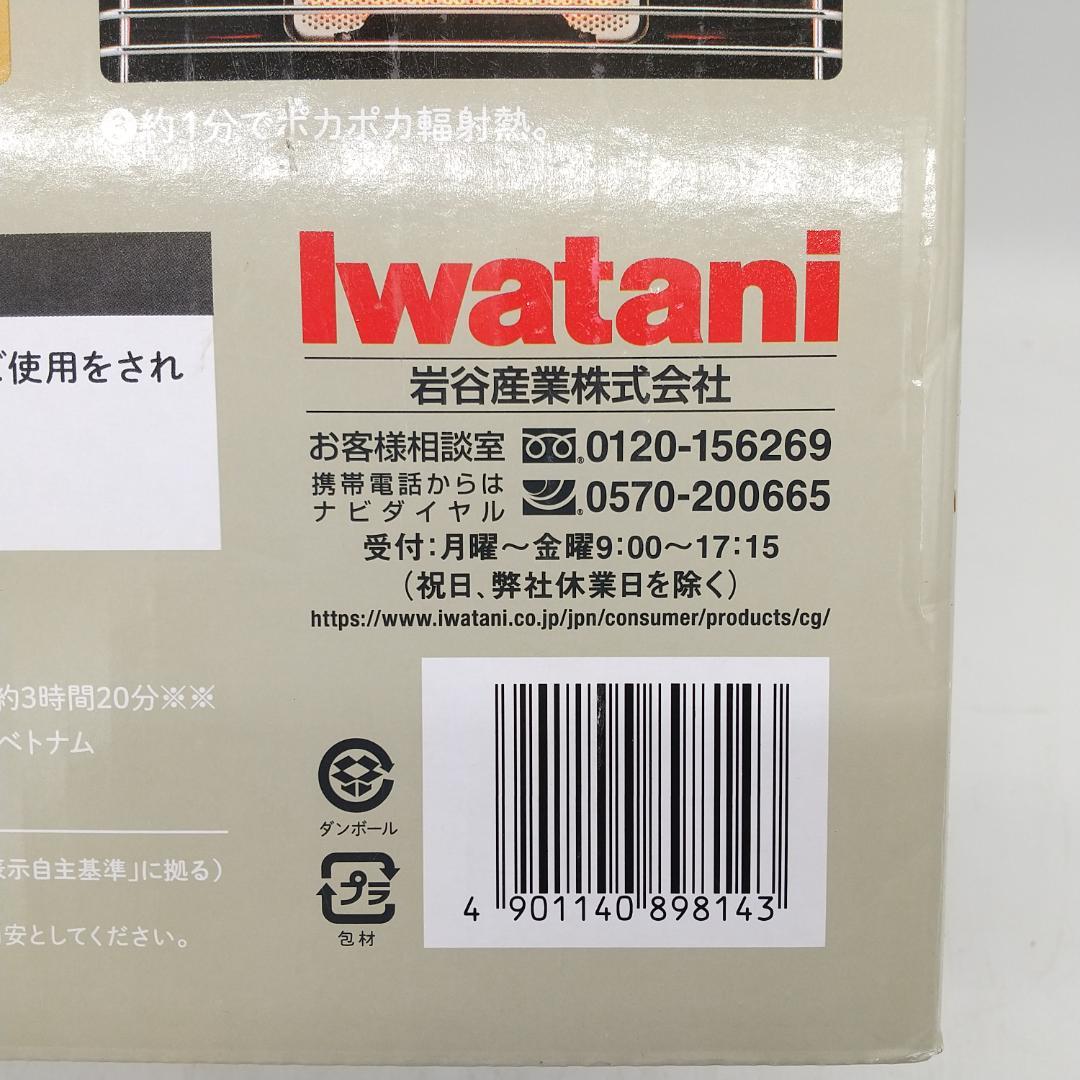 ❸約1分でポカポカ輻射熱。
Iwatani
岩谷産業株式会社
ご使用をされ
お客様相談室 0120-156269
携帯電話からは
ナビダイヤル 0570-200665
受付:月曜〜金曜9:00〜17:15
(祝日、弊社休業日を除く)
https://www.iwatani.co.jp/jpn/consumer/products/cg/
約3時間20分※※
ベトナム
ダンボール
表示自主基準」に拠る)
プラ
包材
安としてください。
4 901140 898143